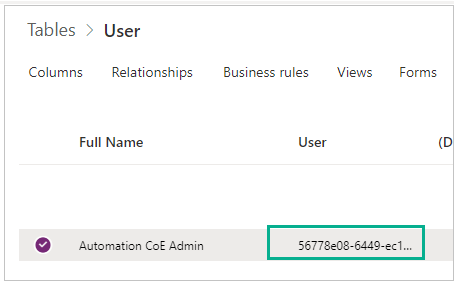 Tables > User
Columns Relationships Business rules Views Forms
Full Name User (D
Automation CoE Admin 56778e08-6449-ec1...